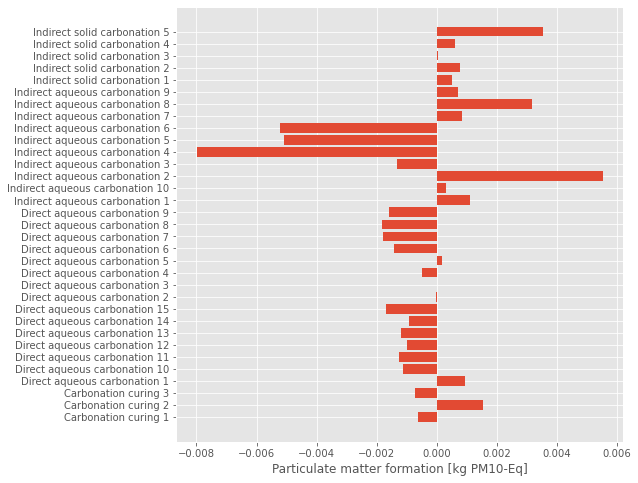 Indirect solid carbonation 5
Indirect solid carbonation 4
Indirect solid carbonation 3
Indirect solid carbonation 2
Indirect solid carbonation 1
Indirect aqueous carbonation 9
Indirect aqueous carbonation 8
Indirect aqueous carbonation 7
Indirect aqueous carbonation 6
Indirect aqueous carbonation 5
Indirect aqueous carbonation 4
Indirect aqueous carbonation 3
Indirect aqueous carbonation 2
Indirect aqueous carbonation 10
Indirect aqueous carbonation 1
Direct aqueous carbonation 9
Direct aqueous carbonation 8
Direct aqueous carbonation 7
Direct aqueous carbonation 6
Direct aqueous carbonation 5
Direct aqueous carbonation 4
Direct aqueous carbonation 3
Direct aqueous carbonation 2
Direct aqueous carbonation 15
Direct aqueous carbonation 14
Direct aqueous carbonation 13
Direct aqueous carbonation 12
Direct aqueous carbonation 11
Direct aqueous carbonation 10
Direct aqueous carbonation 1
Carbonation curing 3
Carbonation curing 2
Carbonation curing 1
−0.008 −0.006 −0.004 −0.002 0.000 0.002 0.004 0.006
Particulate matter formation [kg PM10-Eq]